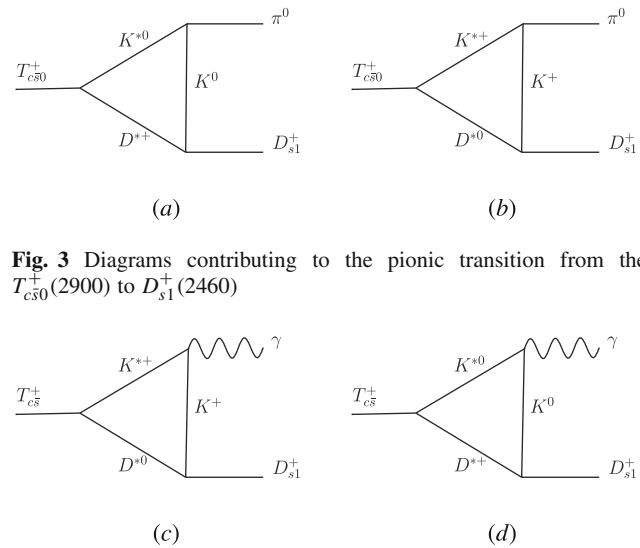 π⁰
K*⁰
T⁺cs̄0
K⁰
D*⁺
D⁺s1
(a)
π⁰
K*⁺
T⁺cs̄0
K⁺
D*⁰
D⁺s1
(b)
Fig. 3 Diagrams contributing to the pionic transition from the
T⁺cs̄0(2900) to D⁺s1(2460)
γ
K*⁺
T⁺cs̄
K⁺
D*⁰
D⁺s1
(c)
γ
K*⁰
T⁺cs̄
K⁰
D*⁺
D⁺s1
(d)